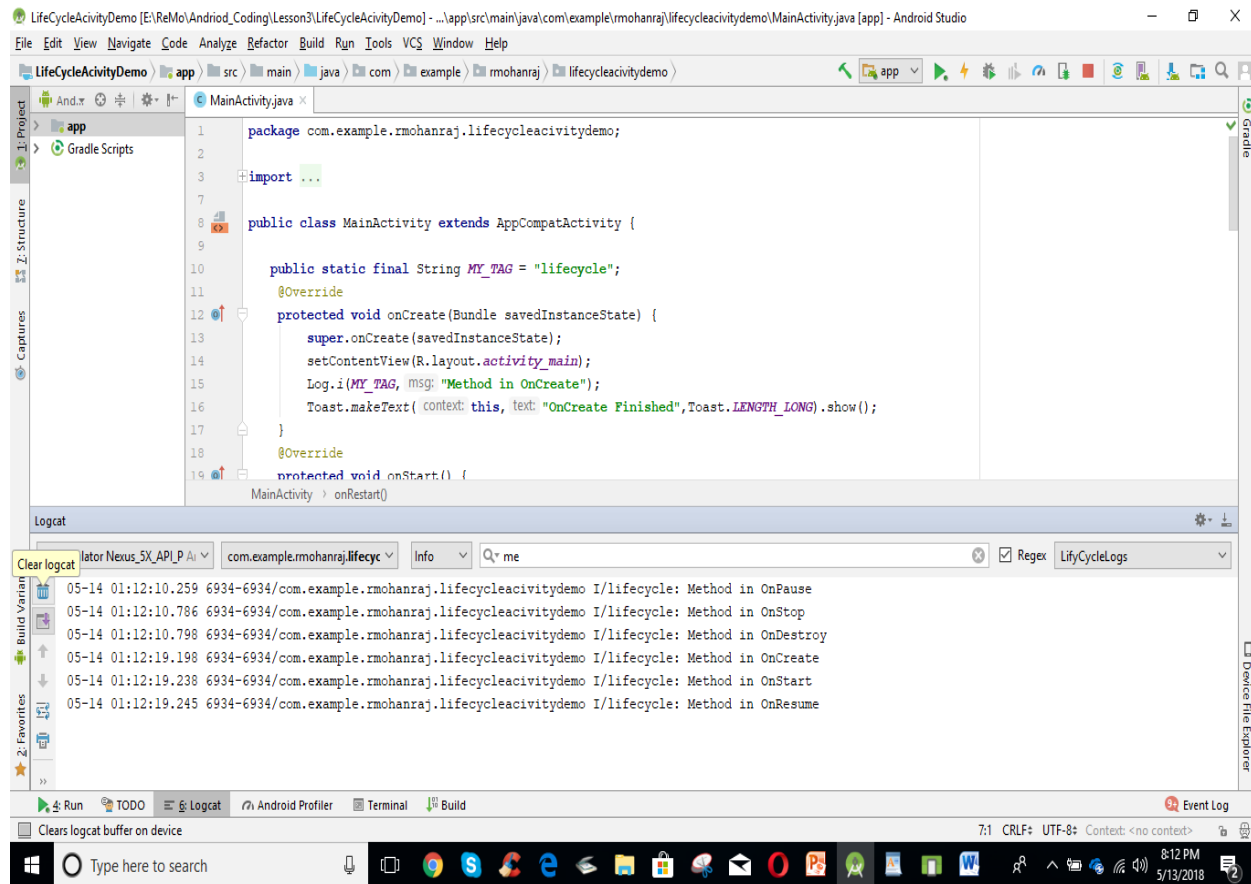 LifeCycleAcivityDemo [E:\ReMo\Andriod_Coding\Lesson3\LifeCycleAcivityDemo] - ...\app\src\main\java\com\example\rmohanraj\lifecycleacivitydemo\MainActivity.java [app] - Android Studio
File Edit View Navigate Code Analyze Refactor Build Run Tools VCS Window Help
LifeCycleAcivityDemo app src main java com example rmohanraj lifecycleacivitydemo app
1: Project
Z: Structure
Captures
Build Varian
2: Favorites
Gradle
Device File Explorer
And.
MainActivity.java
app
Gradle Scripts
1 package com.example.rmohanraj.lifecycleacivitydemo;
2
3 import ...
7
8 public class MainActivity extends AppCompatActivity {
9
10 public static final String MY_TAG = "lifecycle";
11 @Override
12 protected void onCreate(Bundle savedInstanceState) {
13 super.onCreate(savedInstanceState);
14 setContentView(R.layout.activity_main);
15 Log.i(MY_TAG, msg: "Method in OnCreate");
16 Toast.makeText( context: this, text: "OnCreate Finished",Toast.LENGTH_LONG).show();
17 }
18 @Override
19 protected void onStart() {
MainActivity > onRestart()
Logcat
lator Nexus_5X_API_P A com.example.rmohanraj.lifecyc Info me Regex LifyCycleLogs
Clear logcat
05-14 01:12:10.259 6934-6934/com.example.rmohanraj.lifecycleacivitydemo I/lifecycle: Method in OnPause
05-14 01:12:10.786 6934-6934/com.example.rmohanraj.lifecycleacivitydemo I/lifecycle: Method in OnStop
05-14 01:12:10.798 6934-6934/com.example.rmohanraj.lifecycleacivitydemo I/lifecycle: Method in OnDestroy
05-14 01:12:19.198 6934-6934/com.example.rmohanraj.lifecycleacivitydemo I/lifecycle: Method in OnCreate
05-14 01:12:19.238 6934-6934/com.example.rmohanraj.lifecycleacivitydemo I/lifecycle: Method in OnStart
05-14 01:12:19.245 6934-6934/com.example.rmohanraj.lifecycleacivitydemo I/lifecycle: Method in OnResume
4: Run TODO 6: Logcat Android Profiler Terminal Build Event Log
Clears logcat buffer on device 7:1 CRLF UTF-8 Context: <no context>
Type here to search
8:12 PM
5/13/2018
2